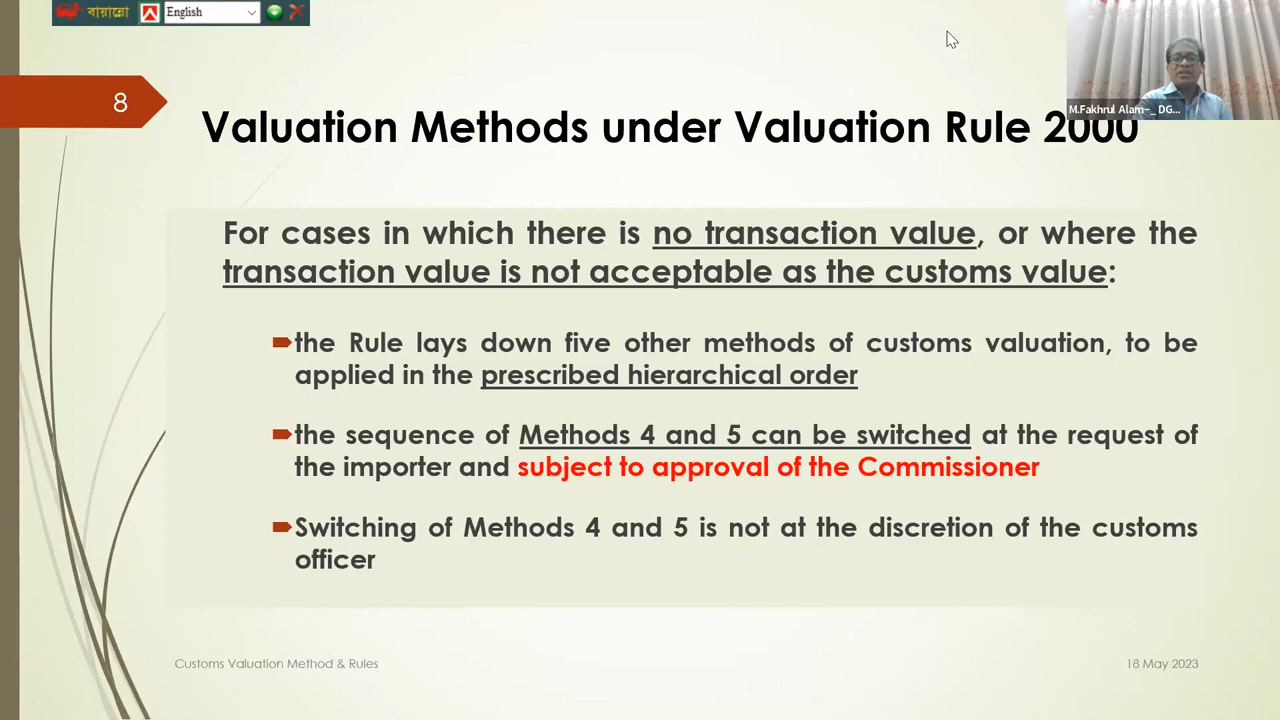 বায়ান্নো English
M.Fakhrul Alam–_ DG...
8
Valuation Methods under Valuation Rule 2000
For cases in which there is no transaction value, or where the
transaction value is not acceptable as the customs value:
the Rule lays down five other methods of customs valuation, to be
applied in the prescribed hierarchical order
the sequence of Methods 4 and 5 can be switched at the request of
the importer and subject to approval of the Commissioner
Switching of Methods 4 and 5 is not at the discretion of the customs
officer
Customs Valuation Method & Rules
18 May 2023